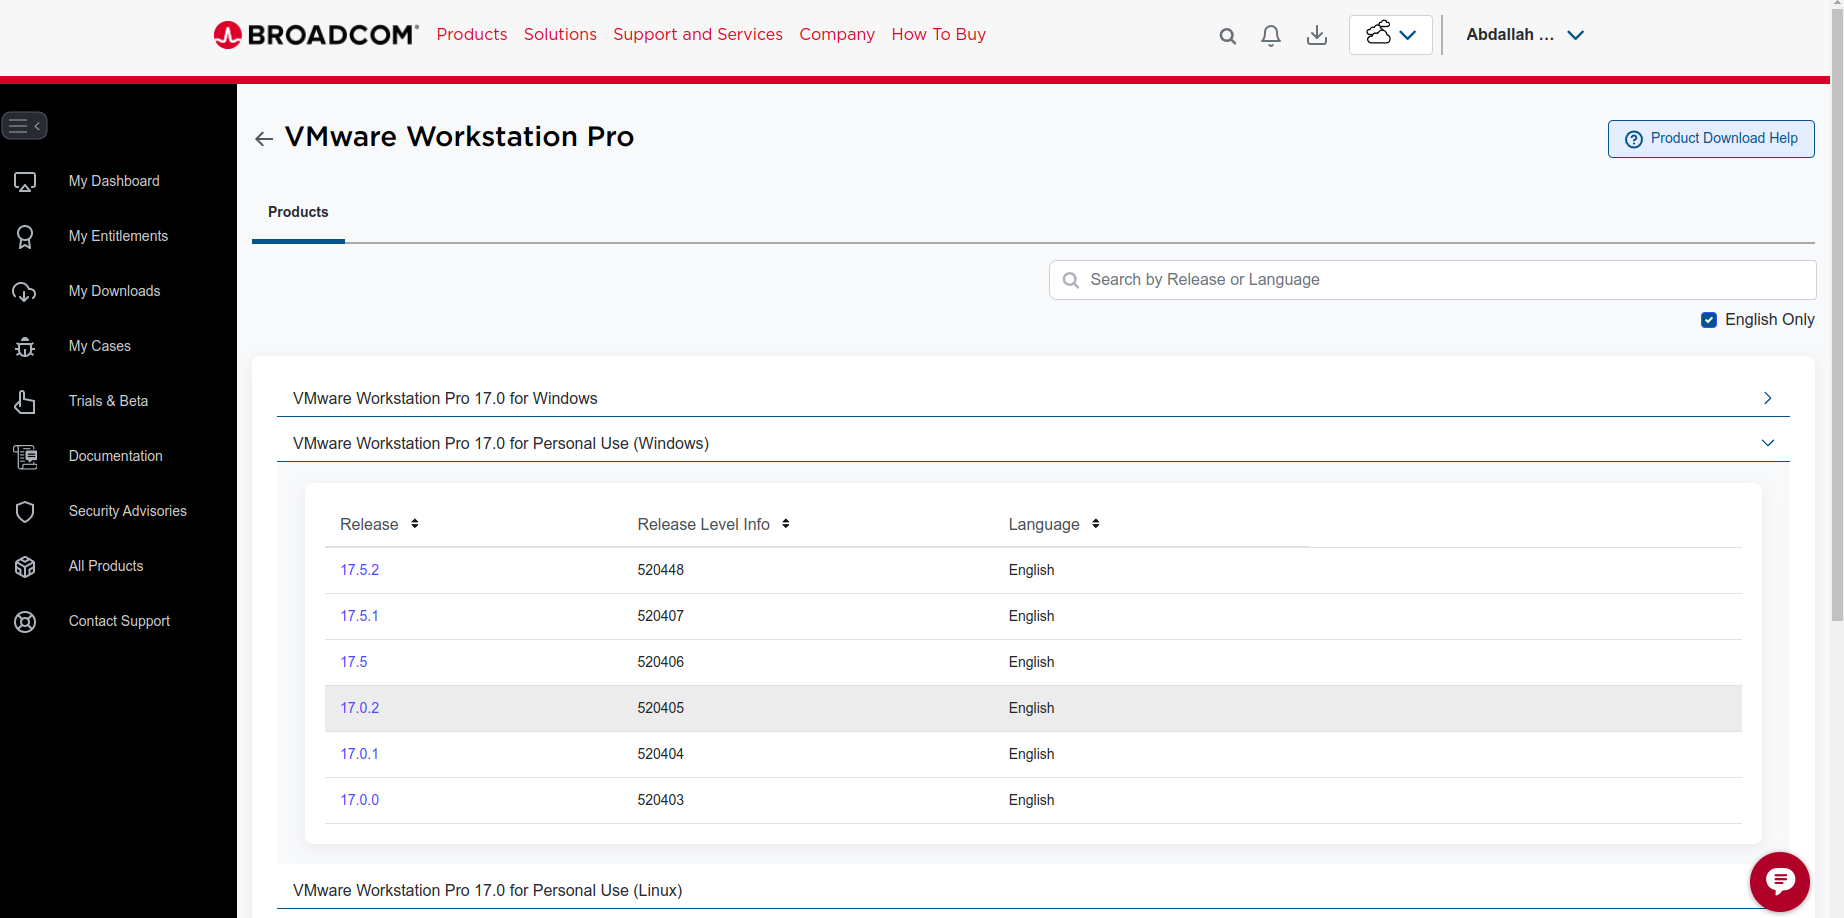 BROADCOM®
Products Solutions Support and Services Company How To Buy
Abdallah ...
VMware Workstation Pro
Product Download Help
My Dashboard
My Entitlements
My Downloads
My Cases
Trials & Beta
Documentation
Security Advisories
All Products
Contact Support
Products
Search by Release or Language
English Only
VMware Workstation Pro 17.0 for Windows
VMware Workstation Pro 17.0 for Personal Use (Windows)
Release Release Level Info Language
17.5.2 520448 English
17.5.1 520407 English
17.5 520406 English
17.0.2 520405 English
17.0.1 520404 English
17.0.0 520403 English
VMware Workstation Pro 17.0 for Personal Use (Linux)